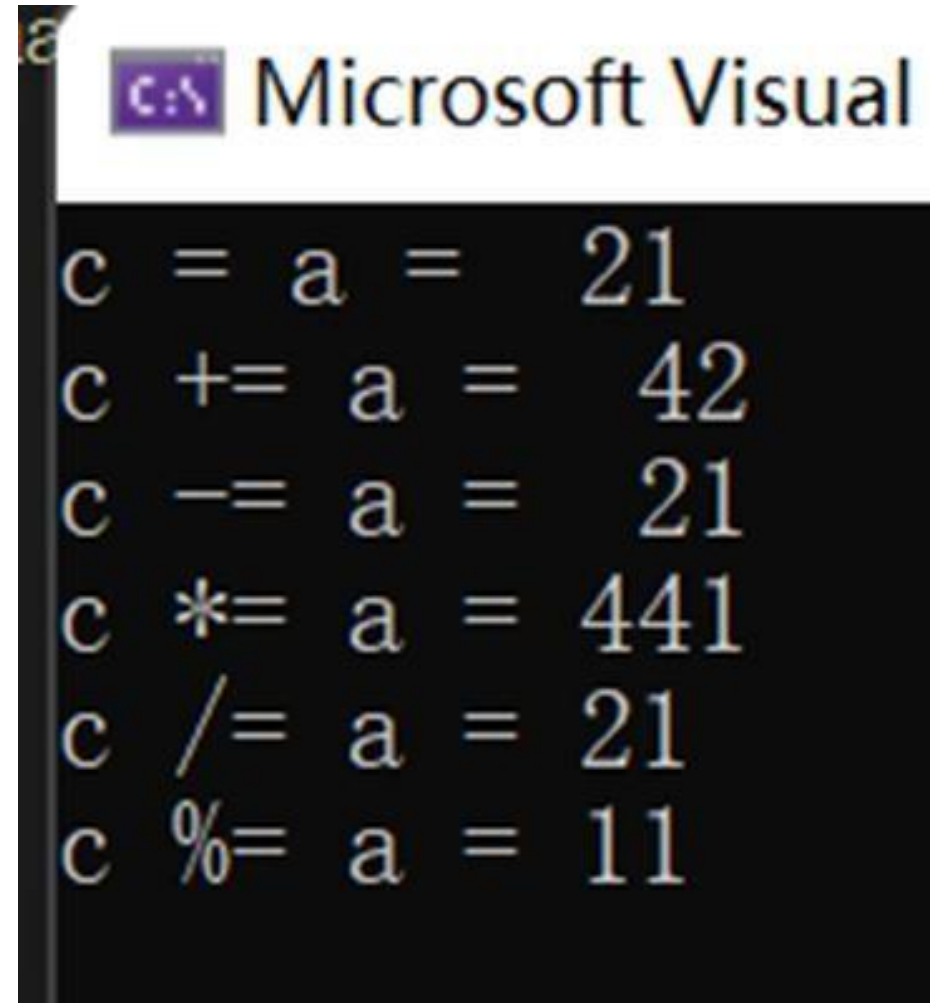 C:\ Microsoft Visual
c = a =  21
c += a =  42
c -= a =  21
c *= a = 441
c /= a = 21
c %= a = 11